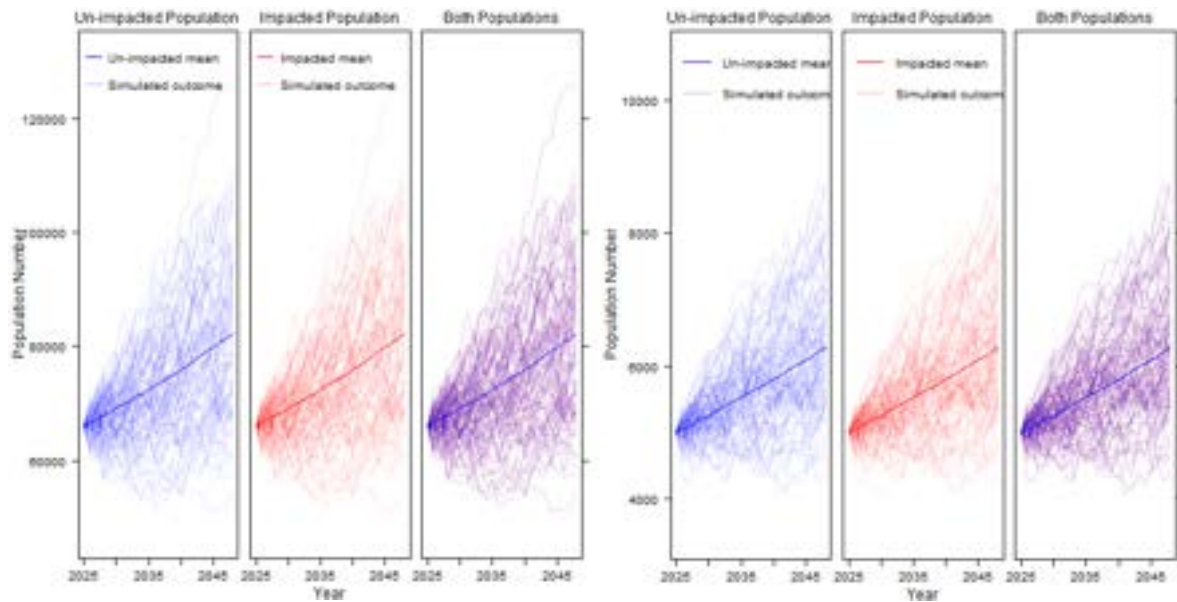 Un-impacted Population Impacted Population Both Populations
Un-impacted mean Impacted mean
Simulated outcome Simulated outcome
120000
100000
80000
60000
Population Number
2025 2035 2045 2025 2035 2045 2025 2035 2045
Year
Un-impacted Population Impacted Population Both Populations
Un-impacted mean Impacted mean
Simulated outcom Simulated outcom
10000
8000
6000
4000
Population Number
2025 2035 2045 2025 2035 2045 2025 2035 2045
Year